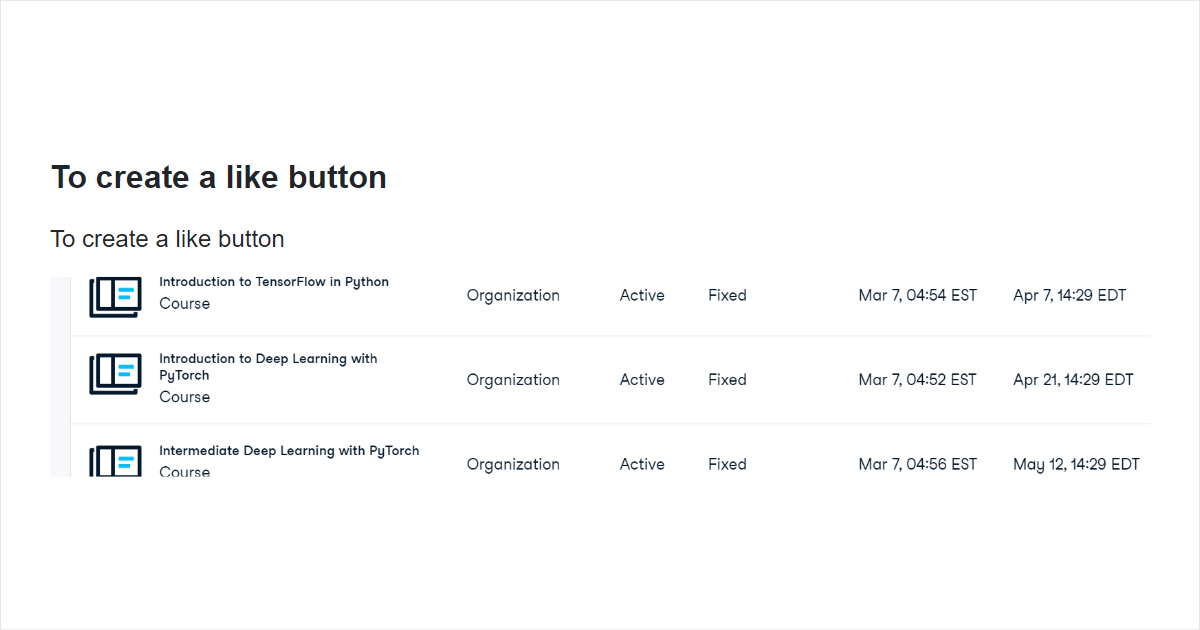 To create a like button
To create a like button
Introduction to TensorFlow in Python
Course
Organization Active Fixed Mar 7, 04:54 EST Apr 7, 14:29 EDT
Introduction to Deep Learning with
PyTorch
Course
Organization Active Fixed Mar 7, 04:52 EST Apr 21, 14:29 EDT
Intermediate Deep Learning with PyTorch
Course
Organization Active Fixed Mar 7, 04:56 EST May 12, 14:29 EDT